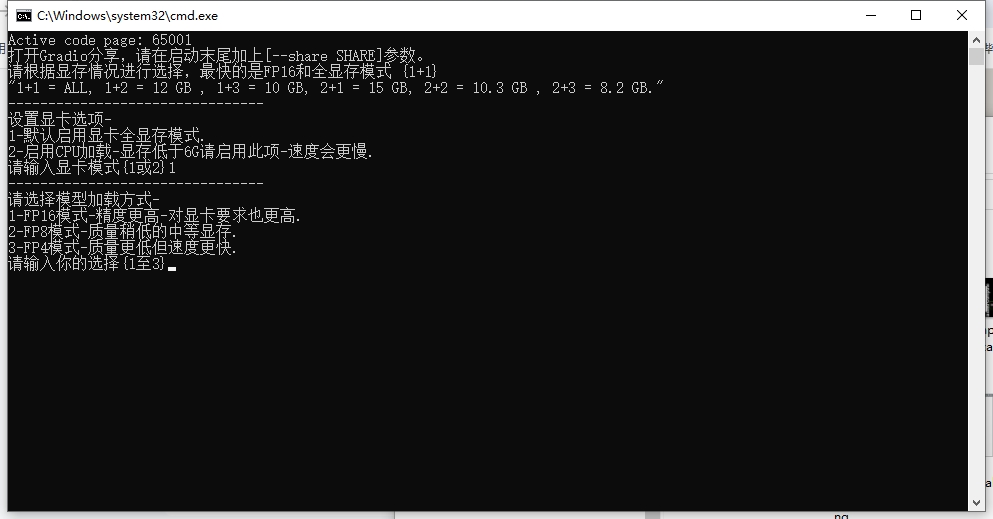 C:\Windows\system32\cmd.exe
Active code page: 65001
打开Gradio分享，请在启动末尾加上[--share SHARE]参数。
请根据显存情况进行选择，最快的是FP16和全显存模式 {1+1}
"1+1 = ALL, 1+2 = 12 GB , 1+3 = 10 GB, 2+1 = 15 GB, 2+2 = 10.3 GB , 2+3 = 8.2 GB."
--------------------------------
设置显卡选项-
1-默认启用显卡全显存模式.
2-启用CPU加载-显存低于6G请启用此项-速度会更慢.
请输入显卡模式{1或2}1
--------------------------------
请选择模型加载方式-
1-FP16模式-精度更高-对显卡要求也更高.
2-FP8模式-质量稍低的中等显存.
3-FP4模式-质量更低但速度更快.
请输入你的选择{1至3}